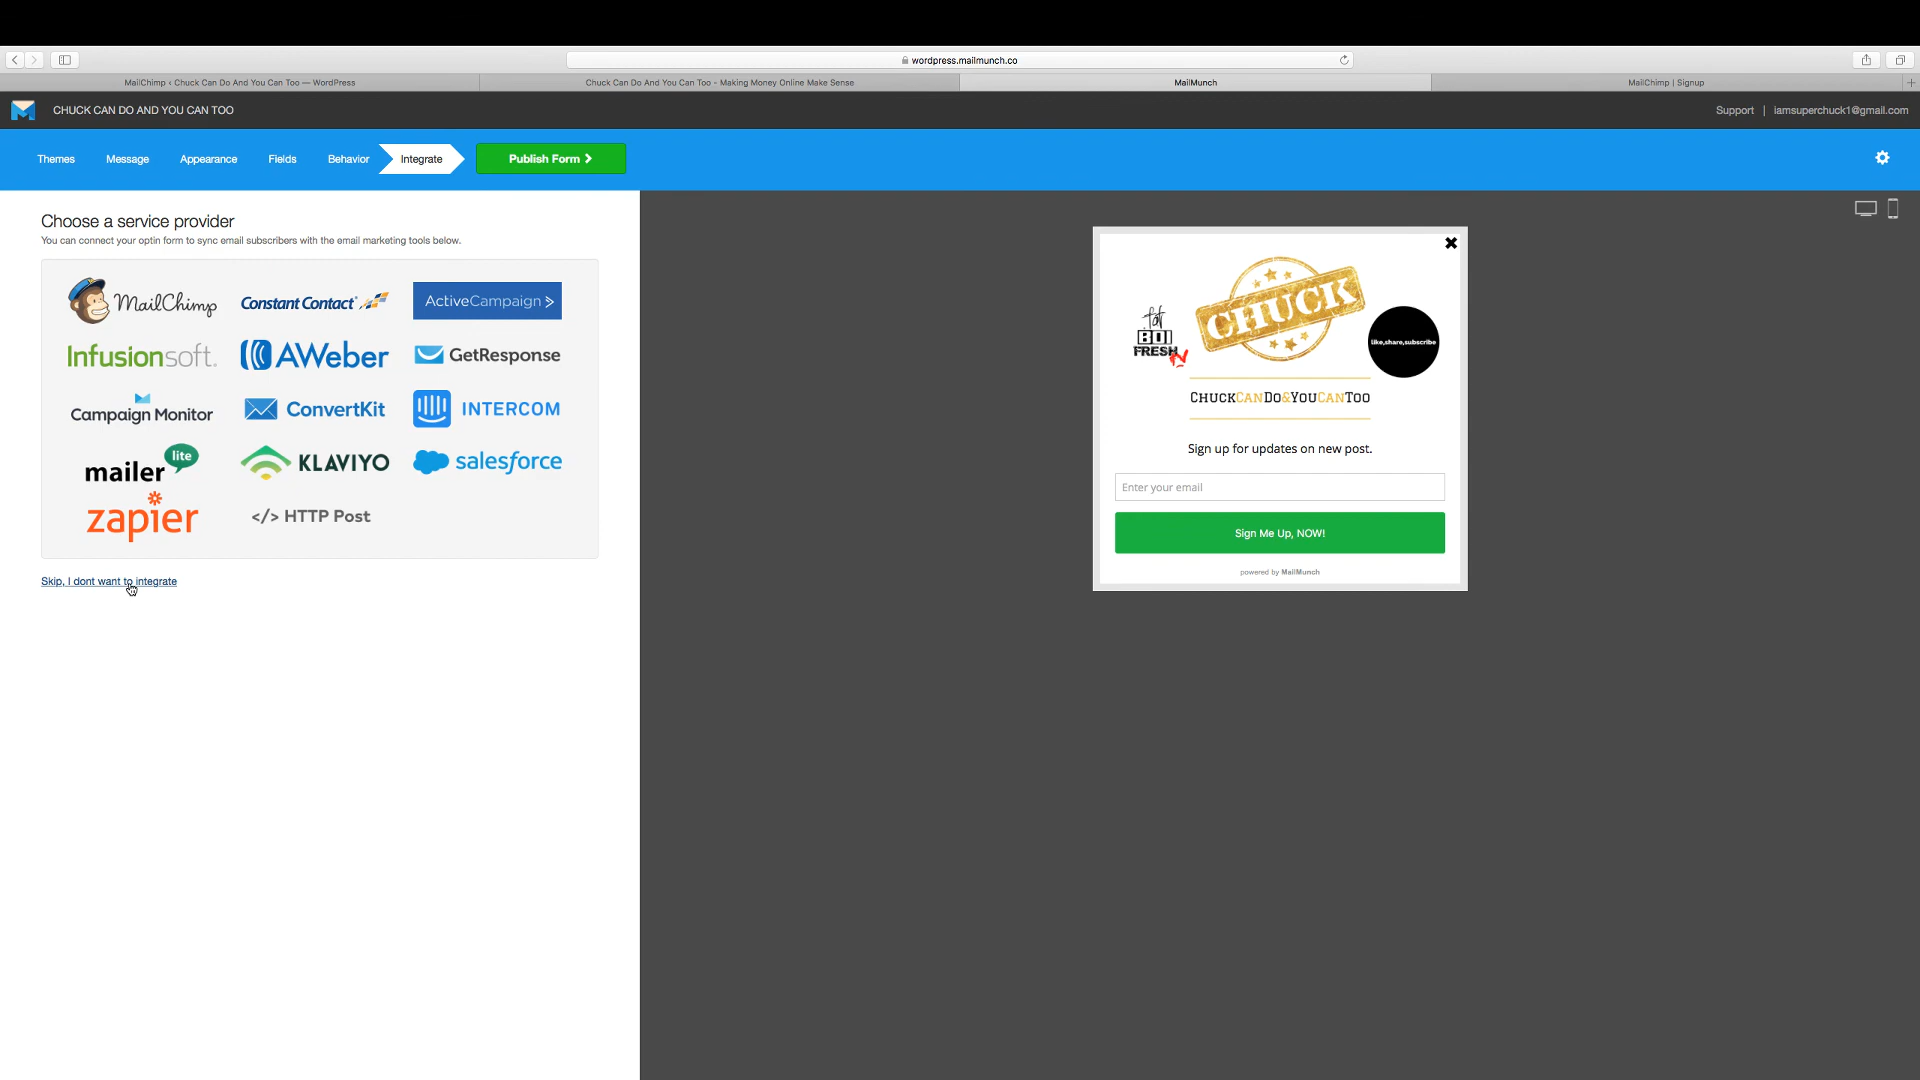 wordpress.mailmunch.co
MailChimp ‹ Chuck Can Do And You Can Too — WordPress
Chuck Can Do And You Can Too - Making Money Online Make Sense
MailMunch
MailChimp | Signup
CHUCK CAN DO AND YOU CAN TOO
Support | iamsuperchuck1@gmail.com
Themes
Message
Appearance
Fields
Behavior
Integrate
Publish Form
Choose a service provider
You can connect your optin form to sync email subscribers with the email marketing tools below.
MailChimp
Constant Contact
ActiveCampaign >
Infusionsoft.
AWeber
GetResponse
Campaign Monitor
ConvertKit
INTERCOM
mailer lite
KLAVIYO
salesforce
zapier
</> HTTP Post
Skip, I dont want to integrate
CHUCK
fat
BOI
FRESH
like,share,subscribe
CHUCKCANDO&YOUCANTOO
Sign up for updates on new post.
Enter your email
Sign Me Up, NOW!
powered by MailMunch